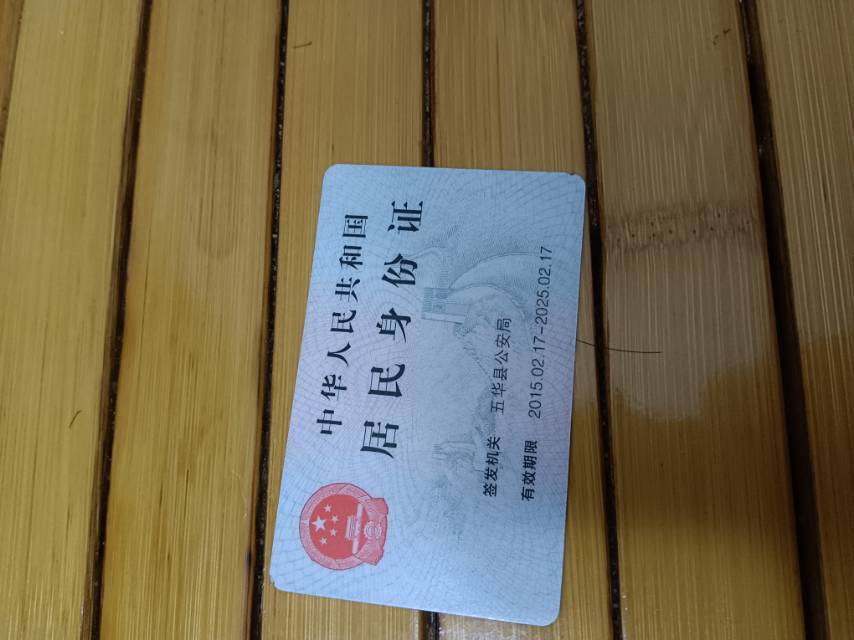 中华人民共和国
居民身份证
签发机关 五华县公安局
有效期限 2015.02.17-2025.02.17